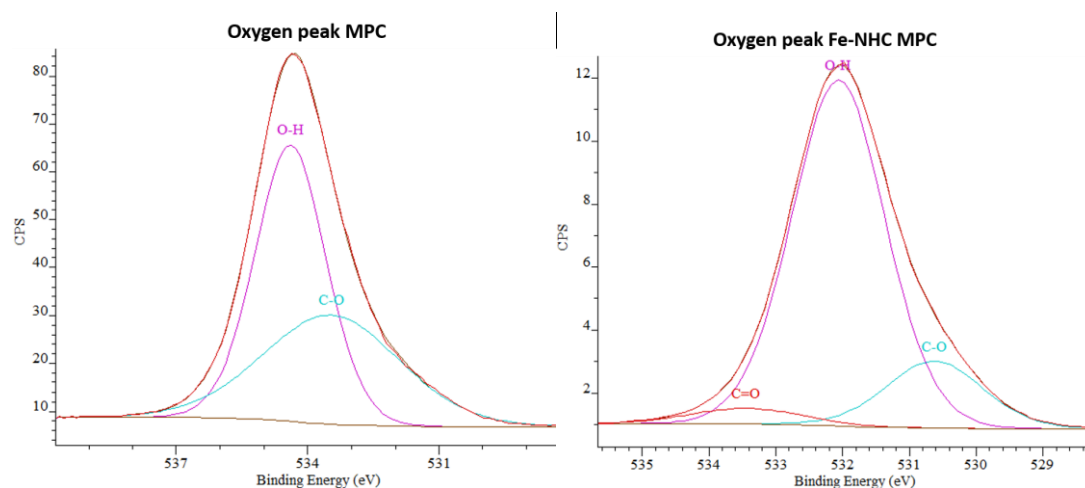 Oxygen peak MPC
80
70
60
50
40
30
20
10
CPS
O-H
C-O
537
534
531
Binding Energy (eV)
Oxygen peak Fe-NHC MPC
12
10
8
6
4
2
CPS
O-H
C-O
C=O
535
534
533
532
531
530
529
Binding Energy (eV)